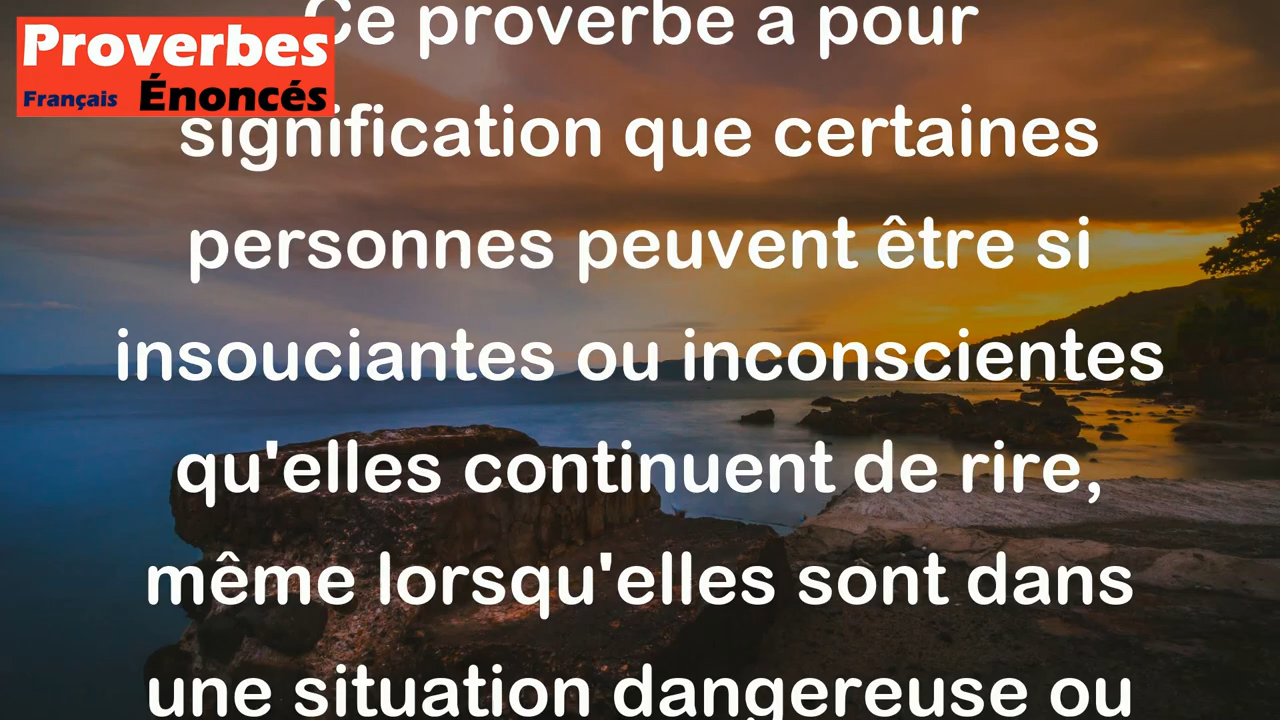 Proverbes
Français Énoncés
Ce proverbe a pour
signification que certaines
personnes peuvent être si
insouciantes ou inconscientes
qu'elles continuent de rire,
même lorsqu'elles sont dans
une situation dangereuse ou